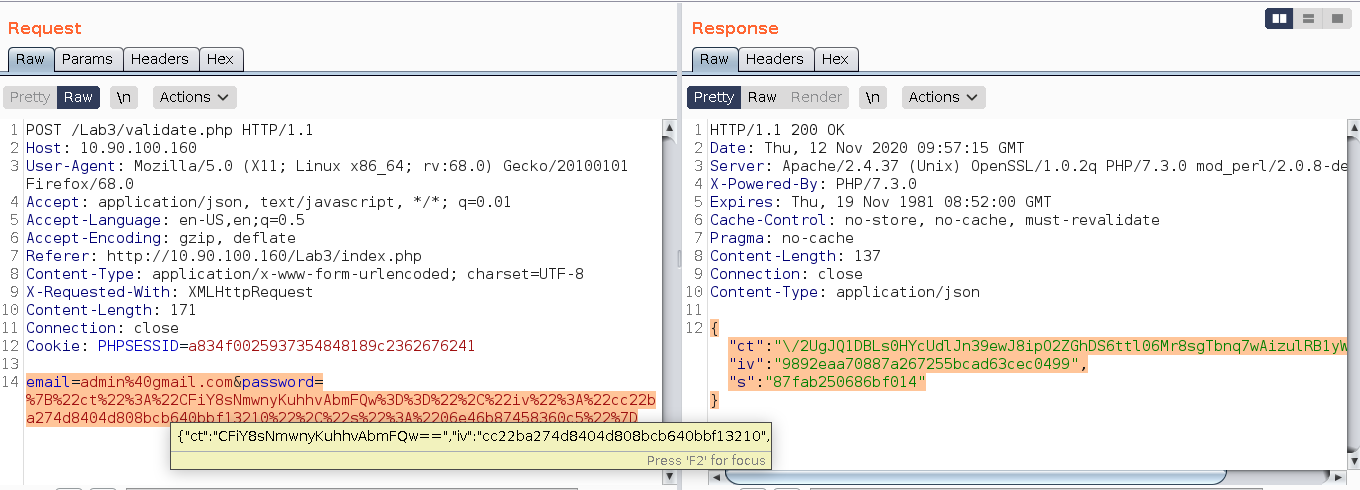 Request
Raw Params Headers Hex
Pretty Raw \n Actions
1 POST /Lab3/validate.php HTTP/1.1
2 Host: 10.90.100.160
3 User-Agent: Mozilla/5.0 (X11; Linux x86_64; rv:68.0) Gecko/20100101
Firefox/68.0
4 Accept: application/json, text/javascript, */*; q=0.01
5 Accept-Language: en-US,en;q=0.5
6 Accept-Encoding: gzip, deflate
7 Referer: http://10.90.100.160/Lab3/index.php
8 Content-Type: application/x-www-form-urlencoded; charset=UTF-8
9 X-Requested-With: XMLHttpRequest
10 Content-Length: 171
11 Connection: close
12 Cookie: PHPSESSID=a834f0025937354848189c2362676241
13
14 email=admin%40gmail.com&password=
%7B%22ct%22%3A%22CFiY8sNmwnyKuhhvAbmFQw%3D%3D%22%2C%22iv%22%3A%22cc22b
a274d8404d808bcb640bbf13210%22%2C%22s%22%3A%2206e46b87458360c5%22%7D
{"ct":"CFiY8sNmwnyKuhhvAbmFQw==","iv":"cc22ba274d8404d808bcb640bbf13210",
Press 'F2' for focus
Response
Raw Headers Hex
Pretty Raw Render \n Actions
1 HTTP/1.1 200 OK
2 Date: Thu, 12 Nov 2020 09:57:15 GMT
3 Server: Apache/2.4.37 (Unix) OpenSSL/1.0.2q PHP/7.3.0 mod_perl/2.0.8-de
4 X-Powered-By: PHP/7.3.0
5 Expires: Thu, 19 Nov 1981 08:52:00 GMT
6 Cache-Control: no-store, no-cache, must-revalidate
7 Pragma: no-cache
8 Content-Length: 137
9 Connection: close
10 Content-Type: application/json
11
12 {
"ct":"\/2UgJQ1DBLs0HYcUdlJn39ewJ8ipO2ZGhDS6ttl06Mr8sgTbnq7wAizulRB1yW
"iv":"9892eaa70887a267255bcad63cec0499",
"s":"87fab250686bf014"
}